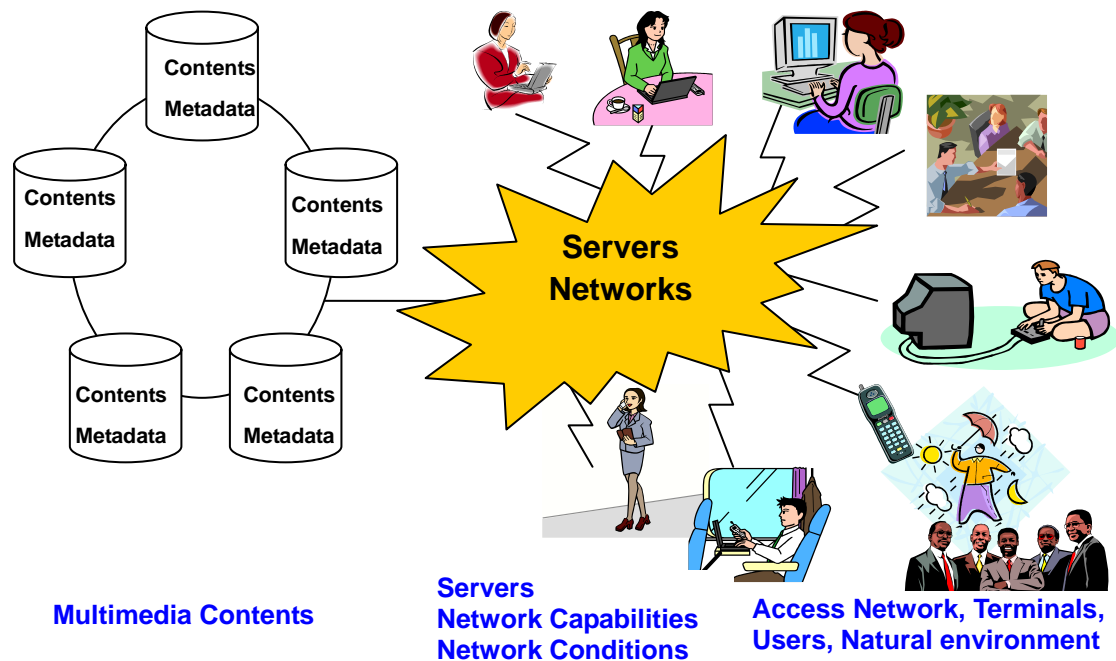 Contents
Metadata
Contents
Metadata
Contents
Metadata
Contents
Metadata
Contents
Metadata
Servers
Networks
Multimedia Contents
Servers
Network Capabilities
Network Conditions
Access Network, Terminals,
Users, Natural environment